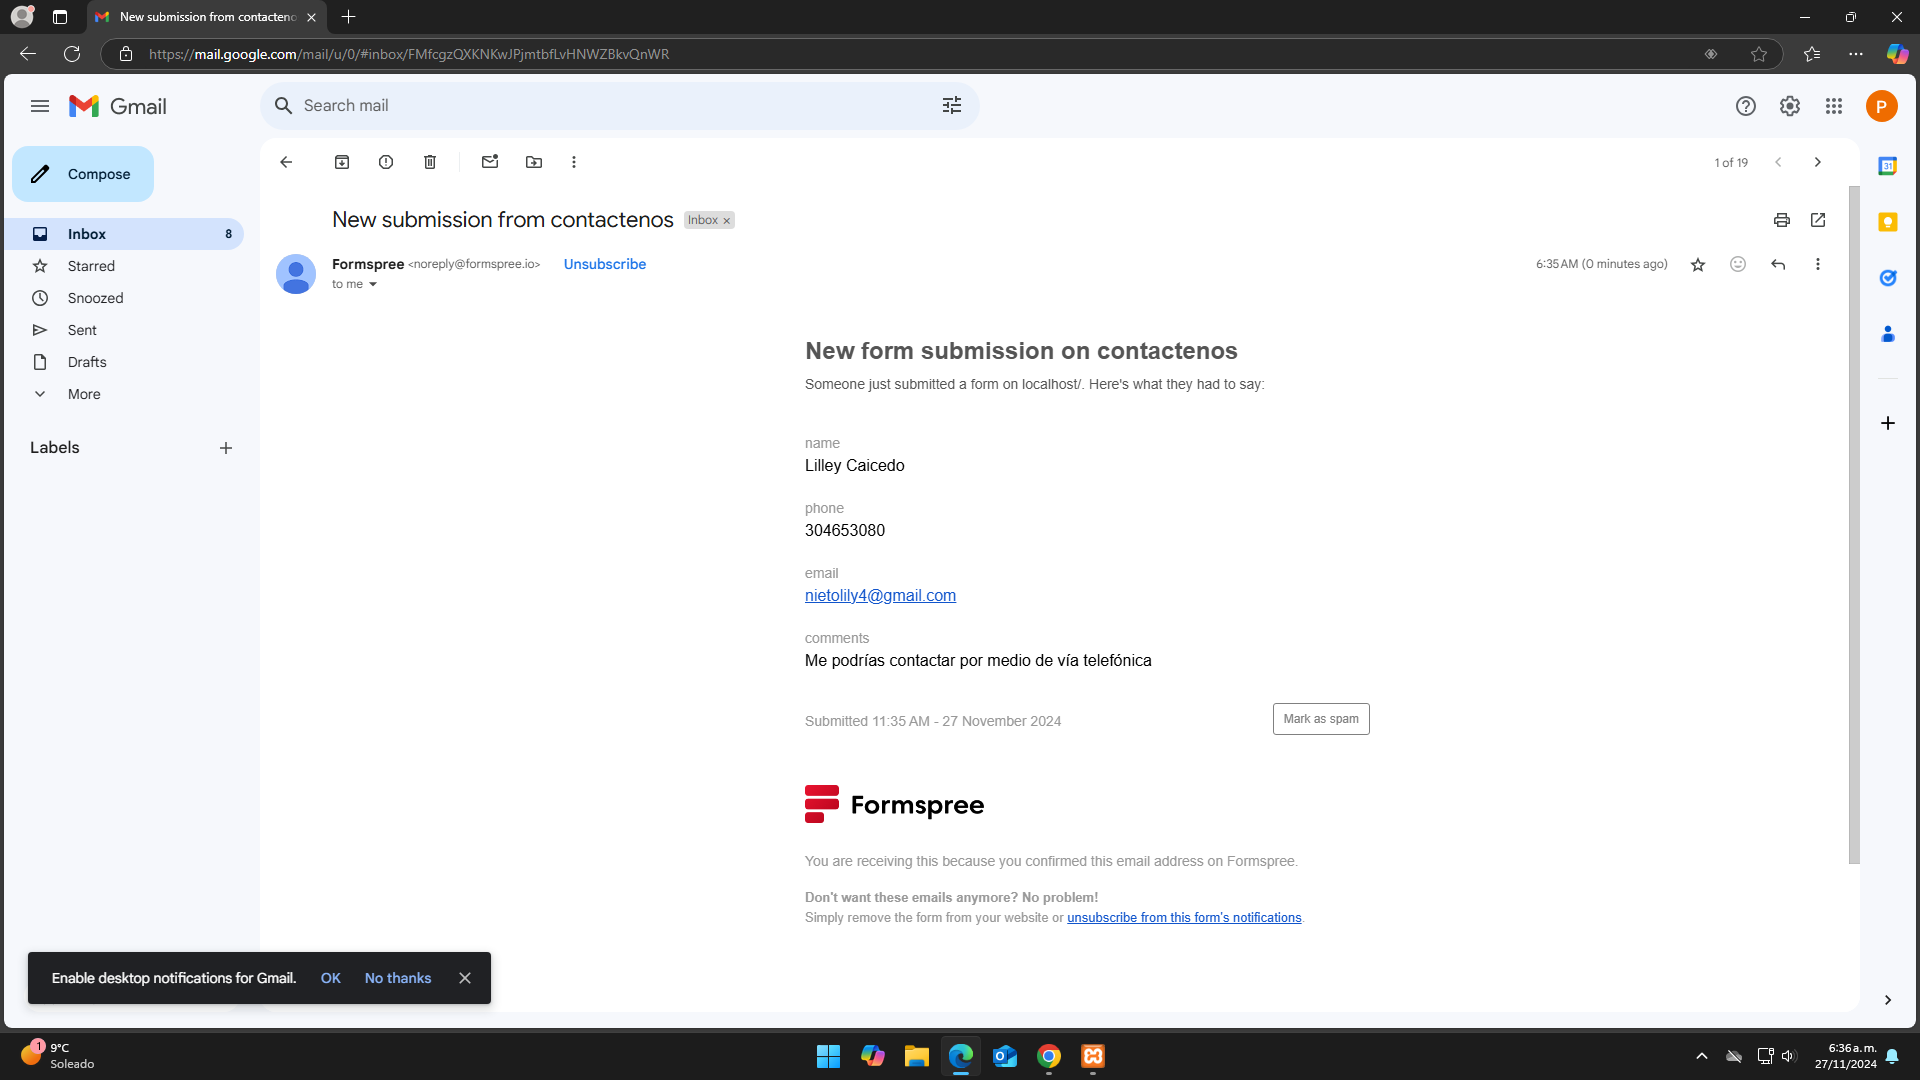 New submission from contacteno
https://mail.google.com/mail/u/0/#inbox/FMfcgzQXKNKwJPjmtbfLvHNWZBkvQnWR
Gmail
Search mail
P
Compose
1 of 19
31
New submission from contactenos
Inbox ×
Inbox 8
Formspree <noreply@formspree.io> Unsubscribe
6:35 AM (0 minutes ago)
to me
Starred
Snoozed
Sent
Drafts
More
Labels
New form submission on contactenos
Someone just submitted a form on localhost/. Here's what they had to say:
name
Lilley Caicedo
phone
304653080
email
nietolily4@gmail.com
comments
Me podrías contactar por medio de vía telefónica
Submitted 11:35 AM - 27 November 2024
Mark as spam
Formspree
You are receiving this because you confirmed this email address on Formspree.
Don't want these emails anymore? No problem!
Simply remove the form from your website or unsubscribe from this form's notifications.
Enable desktop notifications for Gmail. OK No thanks
1
9°C
Soleado
6:36 a. m.
27/11/2024